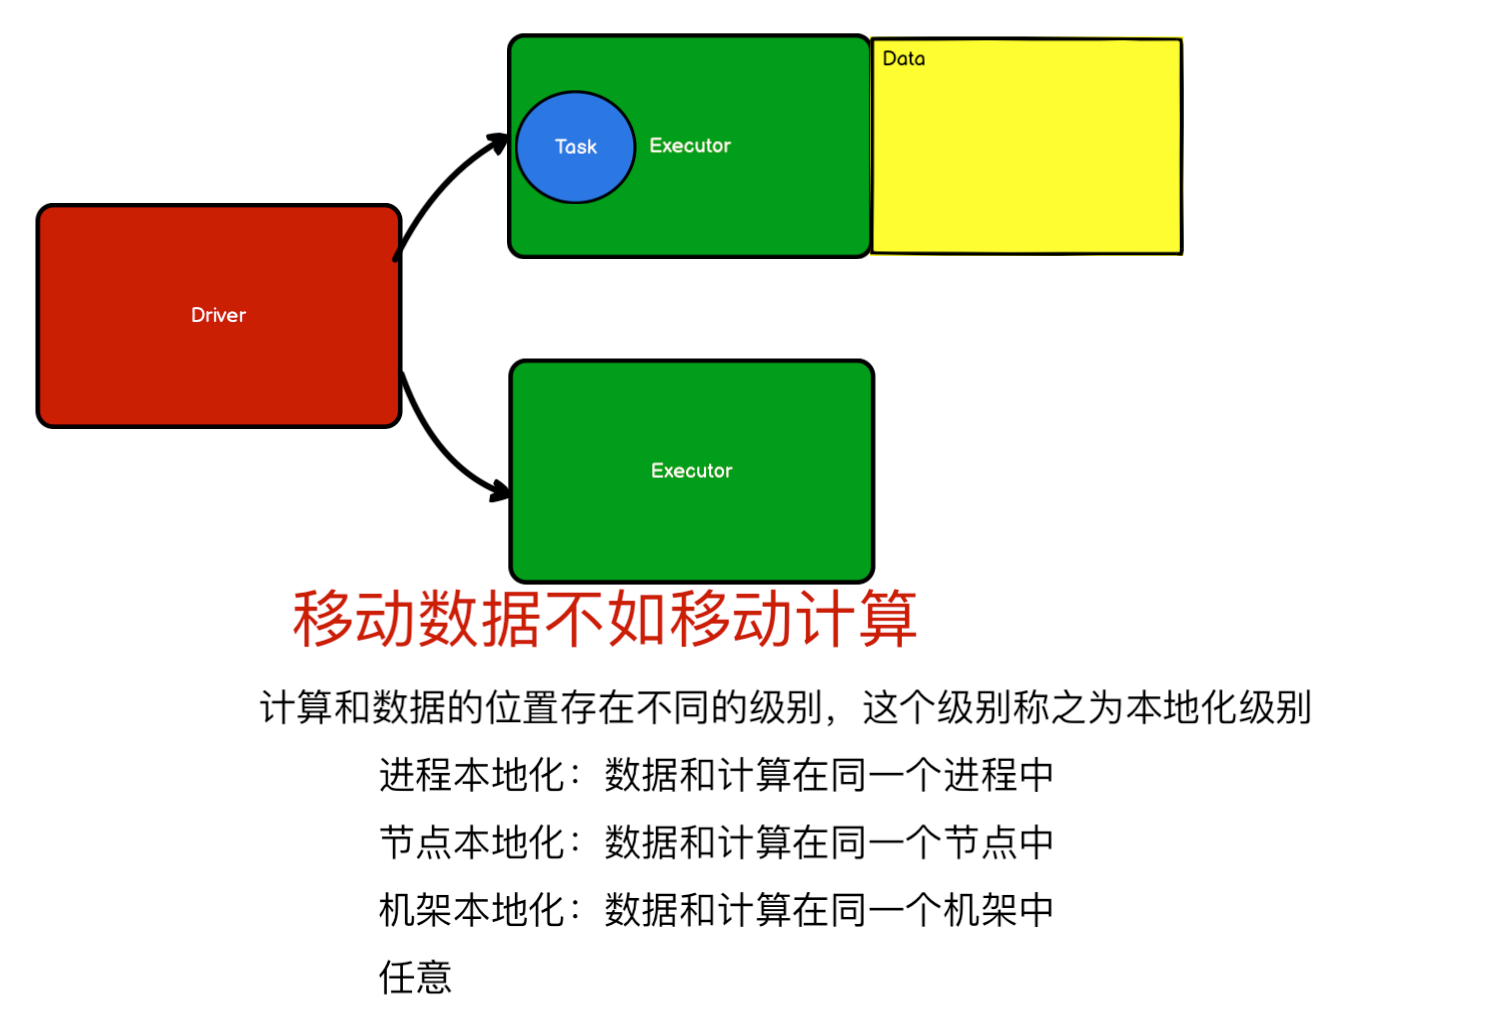 Data
Task
Executor
Driver
Executor
移动数据不如移动计算
计算和数据的位置存在不同的级别，这个级别称之为本地化级别
进程本地化：数据和计算在同一个进程中
节点本地化：数据和计算在同一个节点中
机架本地化：数据和计算在同一个机架中
任意